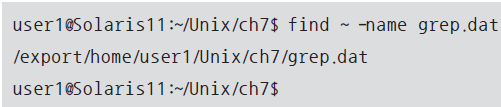 user1@Solaris11:~/Unix/ch7$ find ~ -name grep.dat
/export/home/user1/Unix/ch7/grep.dat
user1@Solaris11:~/Unix/ch7$